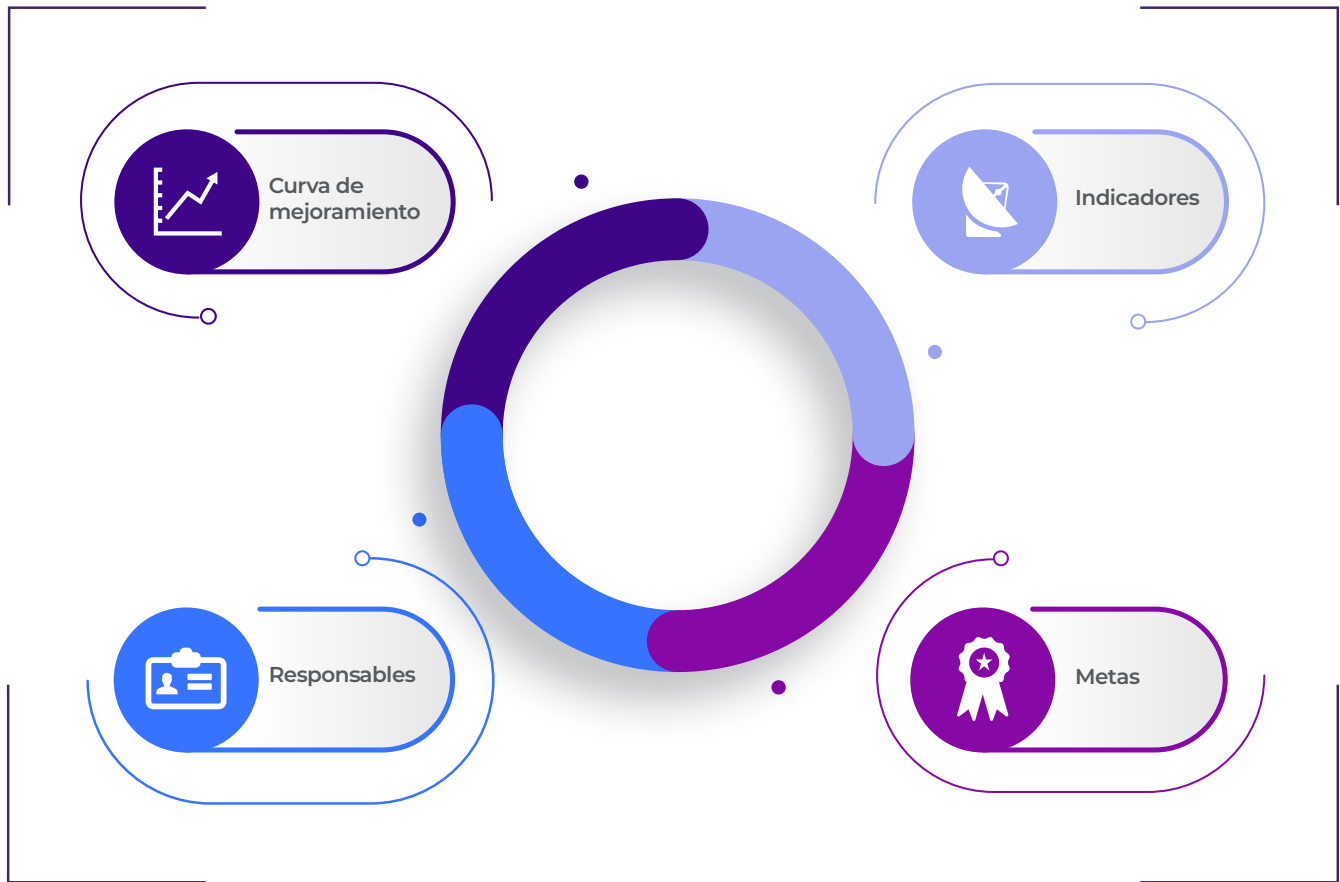 Curva de
mejoramiento
Indicadores
Responsables
Metas